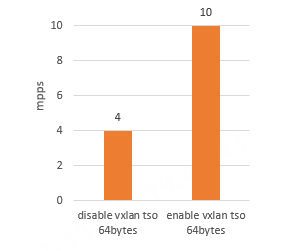 10
10
8
6
4
2
0
mpps
4
disable vxlan tso
64bytes
enable vxlan tso
64bytes